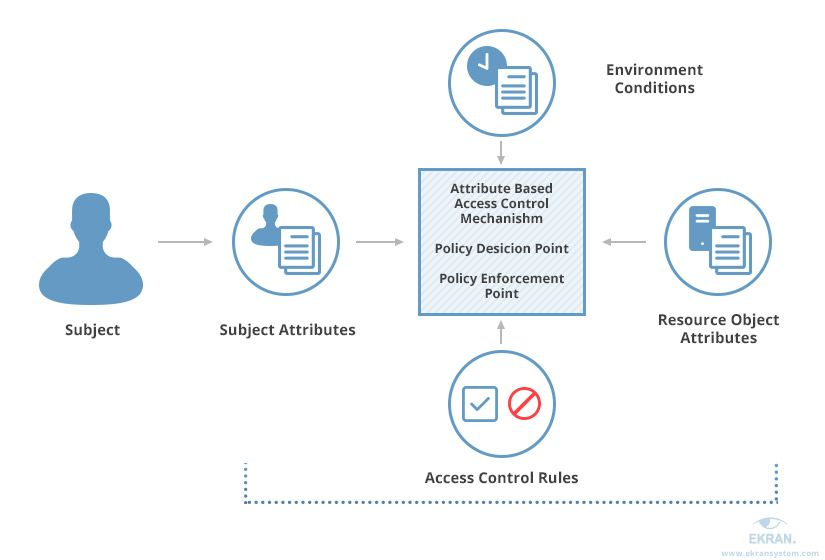 Environment
Conditions
Attribute Based
Access Control
Mechanishm
Policy Desicion Point
Policy Enforcement
Point
Subject
Subject Attributes
Resource Object
Attributes
Access Control Rules
EKRAN.
www.ekransystom.com